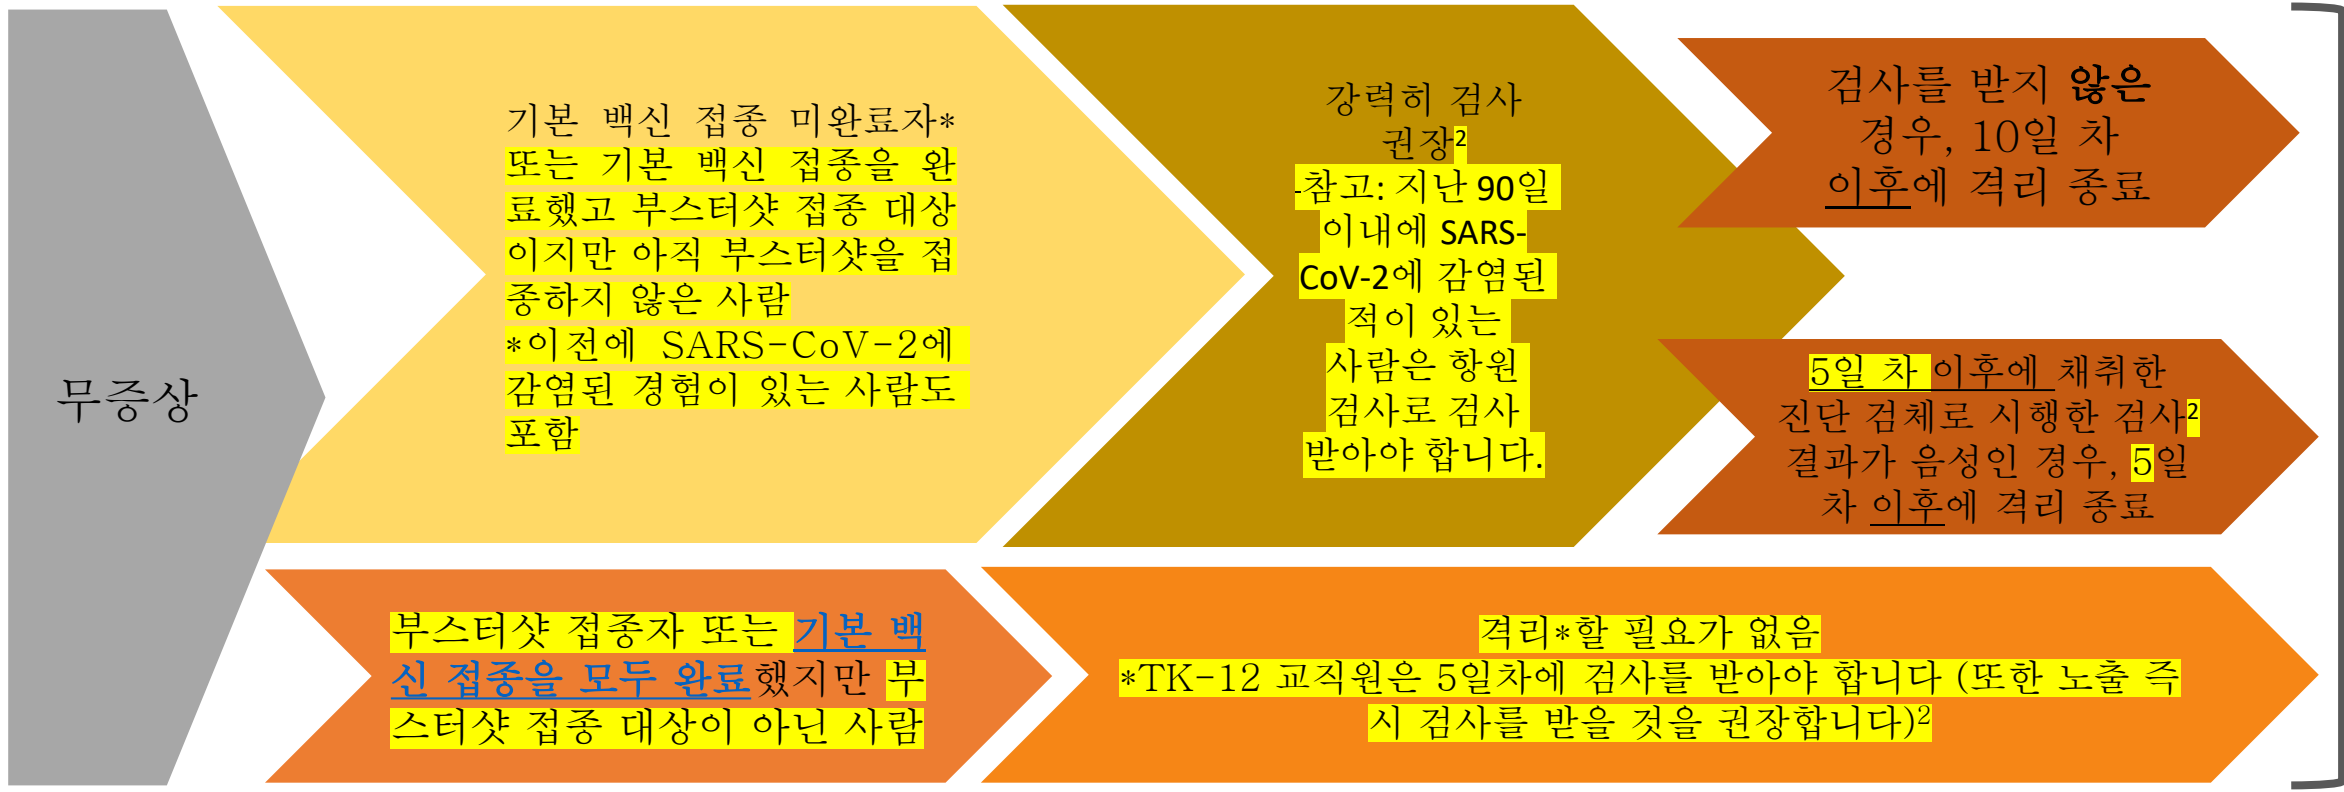 무증상
기본 백신 접종 미완료자*
또는 기본 백신 접종을 완
료했고 부스터샷 접종 대상
이지만 아직 부스터샷을 접
종하지 않은 사람
*이전에 SARS-CoV-2에
감염된 경험이 있는 사람도
포함
강력히 검사
권장2
-참고: 지난 90일
이내에 SARS-
CoV-2에 감염된
적이 있는
사람은 항원
검사로 검사
받아야 합니다.
검사를 받지 않은
경우, 10일 차
이후에 격리 종료
5일 차 이후에 채취한
진단 검체로 시행한 검사2
결과가 음성인 경우, 5일
차 이후에 격리 종료
부스터샷 접종자 또는 기본 백
신 접종을 모두 완료했지만 부
스터샷 접종 대상이 아닌 사람
격리*할 필요가 없음
*TK-12 교직원은 5일차에 검사를 받아야 합니다 (또한 노출 즉
시 검사를 받을 것을 권장합니다)2